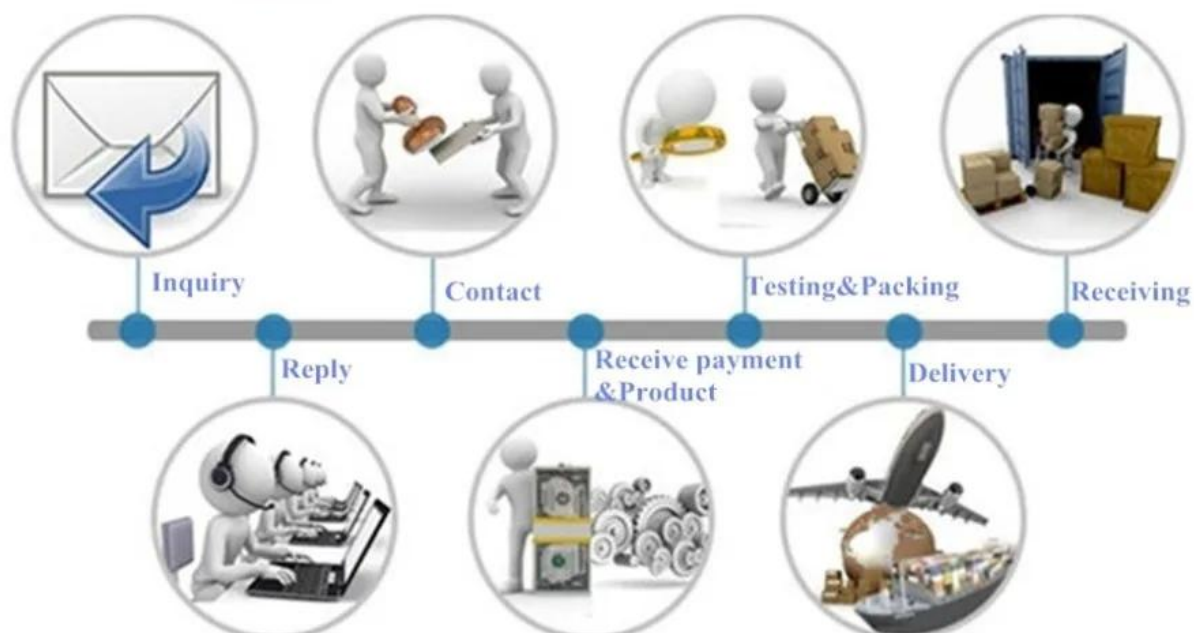 Inquiry
Reply
Contact
Receive payment
&Product
Testing&Packing
Delivery
Receiving